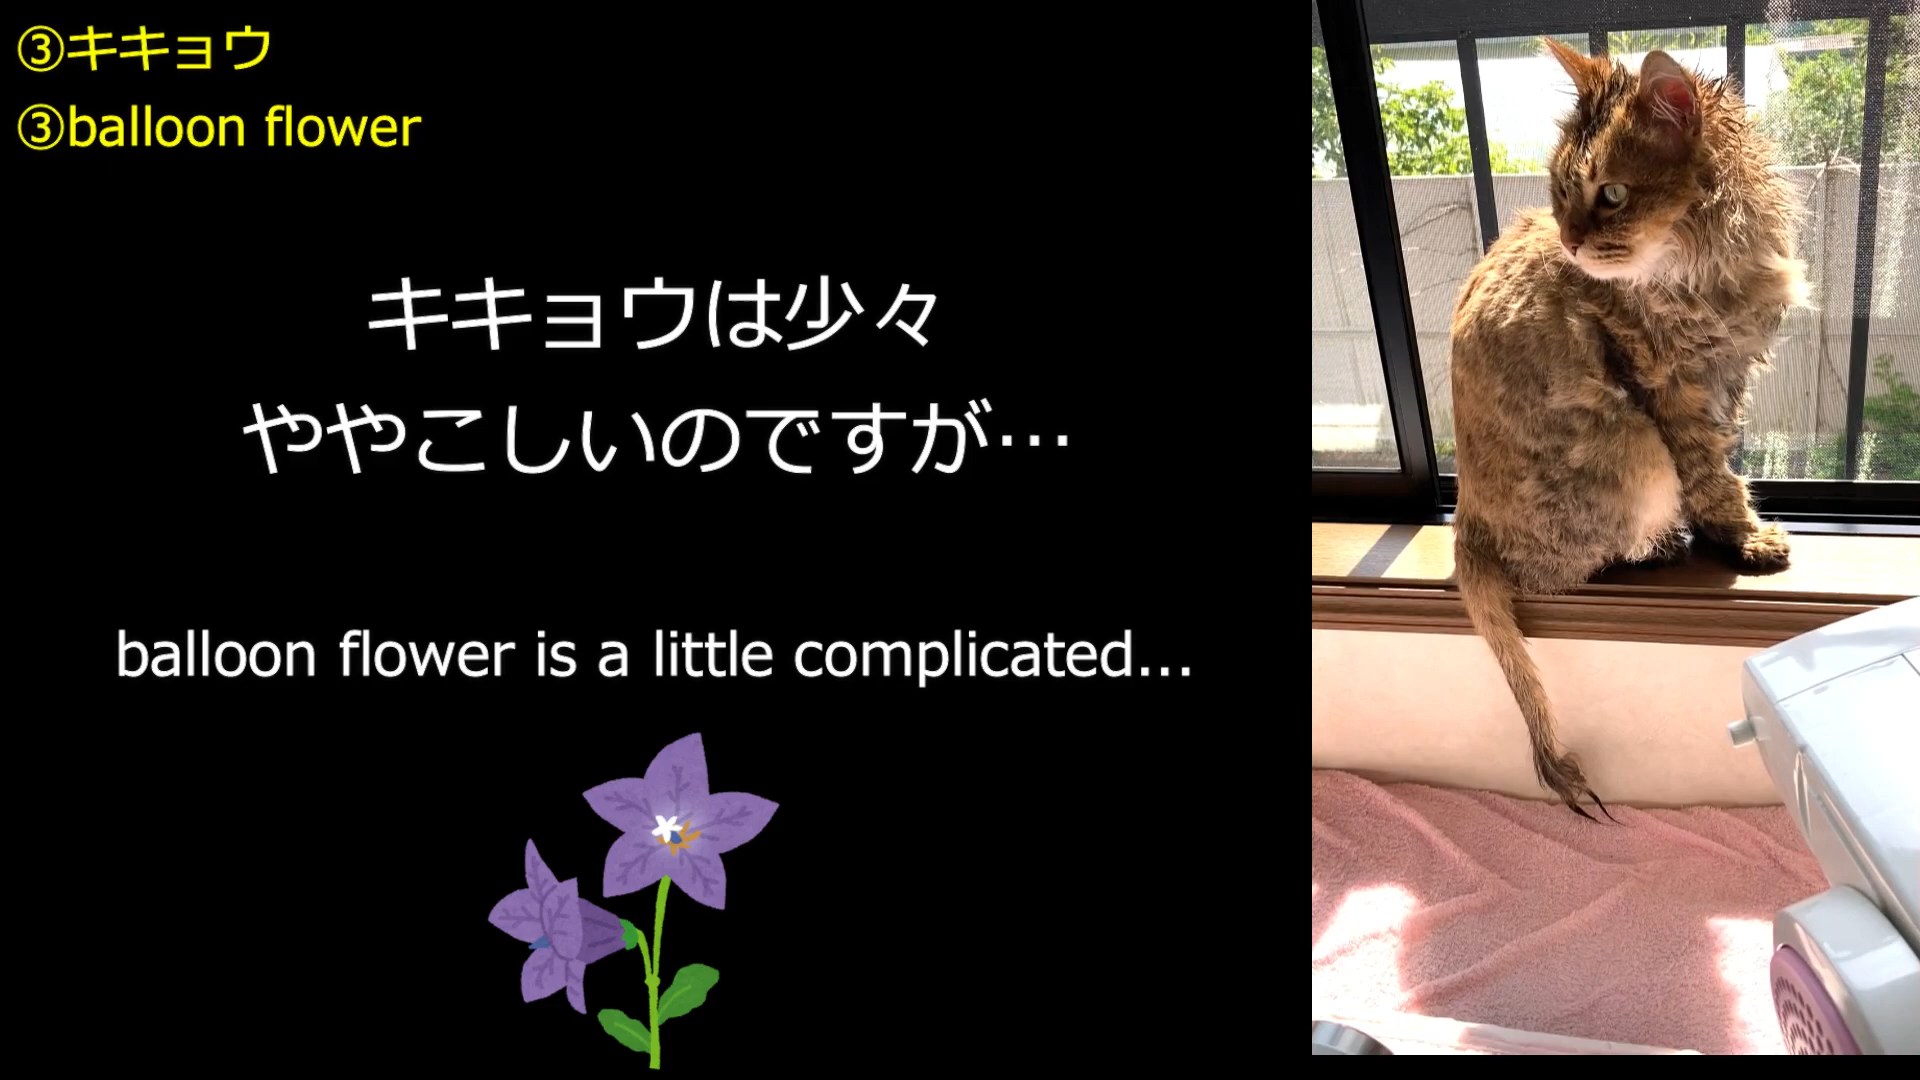 ③キキョウ
③balloon flower
キキョウは少々
ややこしいのですが…
balloon flower is a little complicated...